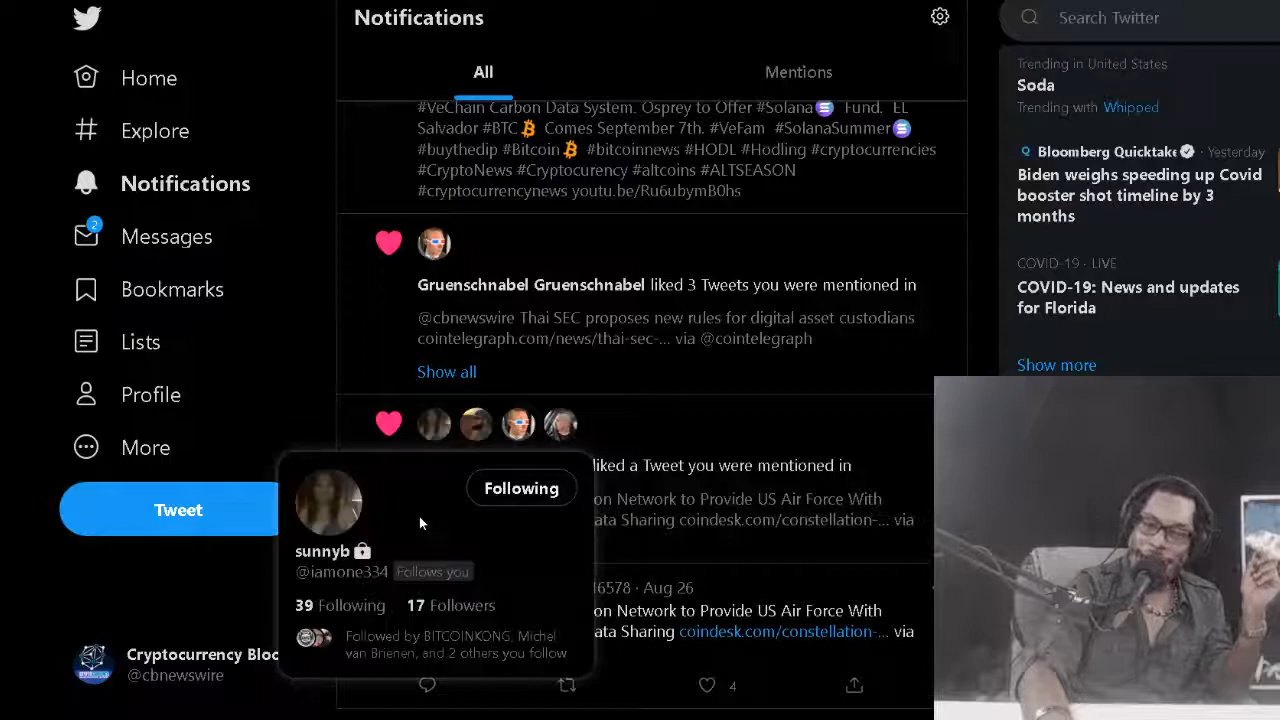 Notifications
Search Twitter
Home
Explore
Notifications
2
Messages
Bookmarks
Lists
Profile
More
Tweet
Cryptocurrency Bloc
@cbnewswire
All
Mentions
#VeChain Carbon Data System. Osprey to Offer #Solana Fund. EL
Salvador #BTC Comes September 7th. #VeFam #SolanaSummer
#buythedip #Bitcoin #bitcoinnews #HODL #Hodling #cryptocurrencies
#CryptoNews #Cryptocurrency #altcoins #ALTSEASON
#cryptocurrencynews youtu.be/Ru6ubymB0hs
Gruenschnabel Gruenschnabel liked 3 Tweets you were mentioned in
@cbnewswire Thai SEC proposes new rules for digital asset custodians
cointelegraph.com/news/thai-sec-... via @cointelegraph
Show all
liked a Tweet you were mentioned in
on Network to Provide US Air Force With
ata Sharing coindesk.com/constellation-... via
Following
sunnyb
@iamone334 Follows you
39 Following 17 Followers
Followed by BITCOINKONG, Michel
van Brienen, and 2 others you follow
6578 · Aug 26
on Network to Provide US Air Force With
ata Sharing coindesk.com/constellation-... via
4
Trending in United States
Soda
Trending with Whipped
Bloomberg Quicktake · Yesterday
Biden weighs speeding up Covid
booster shot timeline by 3
months
COVID-19 · LIVE
COVID-19: News and updates
for Florida
Show more